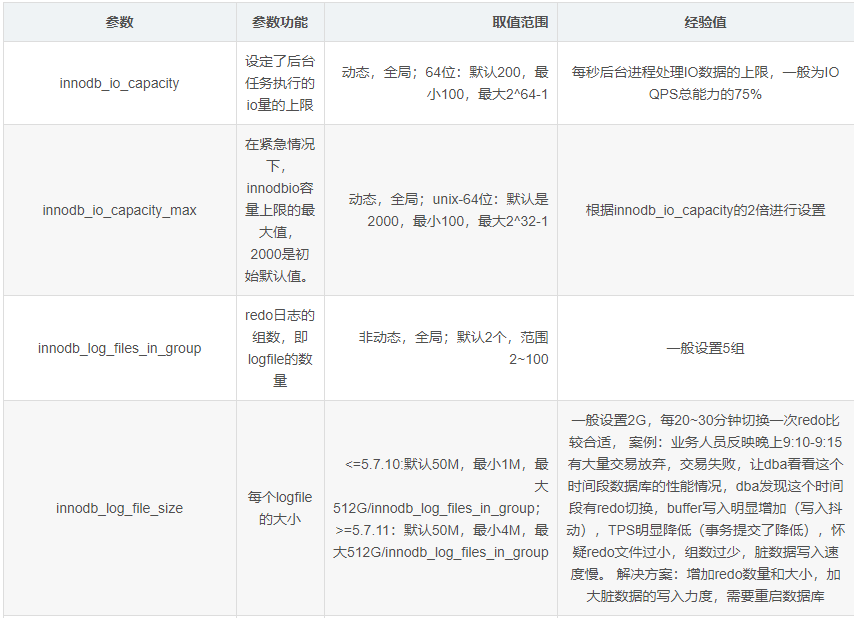 参数 参数功能 取值范围 经验值
innodb_io_capacity
设定了后台
任务执行的
io量的上限
动态，全局；64位：默认200，最
小100，最大2^64-1
每秒后台进程处理IO数据的上限，一般为IO
QPS总能力的75%
innodb_io_capacity_max
在紧急情况
下，
innodbio容
量上限的最
大值，
2000是初
始默认值。
动态，全局；unix-64位：默认是
2000，最小100，最大2^32-1
根据innodb_io_capacity的2倍进行设置
innodb_log_files_in_group
redo日志的
组数，即
logfile的数
量
非动态，全局；默认2个，范围
2~100
一般设置5组
innodb_log_file_size
每个logfile
的大小
<=5.7.10:默认50M，最小1M，最
大
512G/innodb_log_files_in_group；
>=5.7.11：默认50M，最小4M，最
大512G/innodb_log_files_in_group
一般设置2G，每20~30分钟切换一次redo比
较合适， 案例：业务人员反映晚上9:10-9:15
有大量交易放弃，交易失败，让dba看看这个
时间段数据库的性能情况，dba发现这个时间
段有redo切换，buffer写入明显增加（写入抖
动），TPS明显降低（事务提交了降低），怀
疑redo文件过小，组数过少，脏数据写入速
度慢。 解决方案：增加redo数量和大小，加
大脏数据的写入力度，需要重启数据库